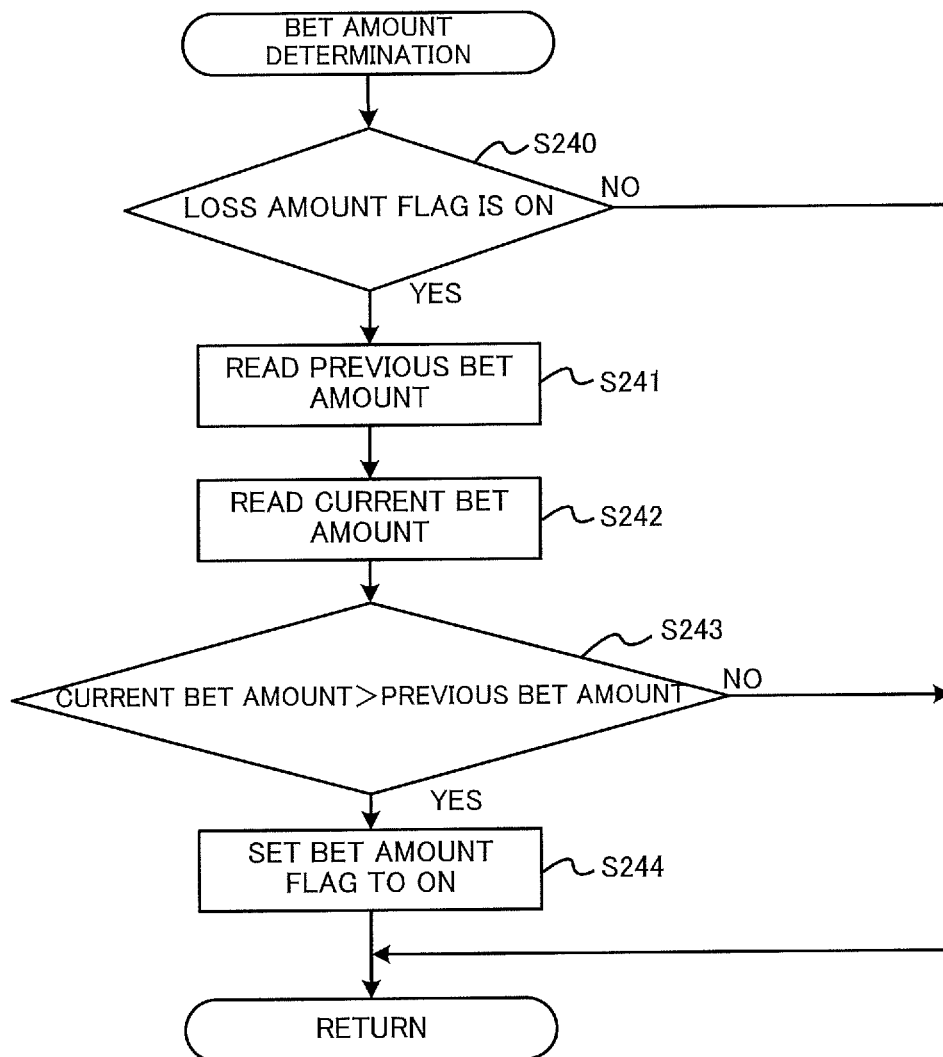 BET AMOUNT
DETERMINATION
S240
LOSS AMOUNT FLAG IS ON
NO
YES
READ PREVIOUS BET
AMOUNT
S241
READ CURRENT BET
AMOUNT
S242
S243
CURRENT BET AMOUNT>PREVIOUS BET AMOUNT
NO
YES
SET BET AMOUNT
FLAG TO ON
S244
RETURN